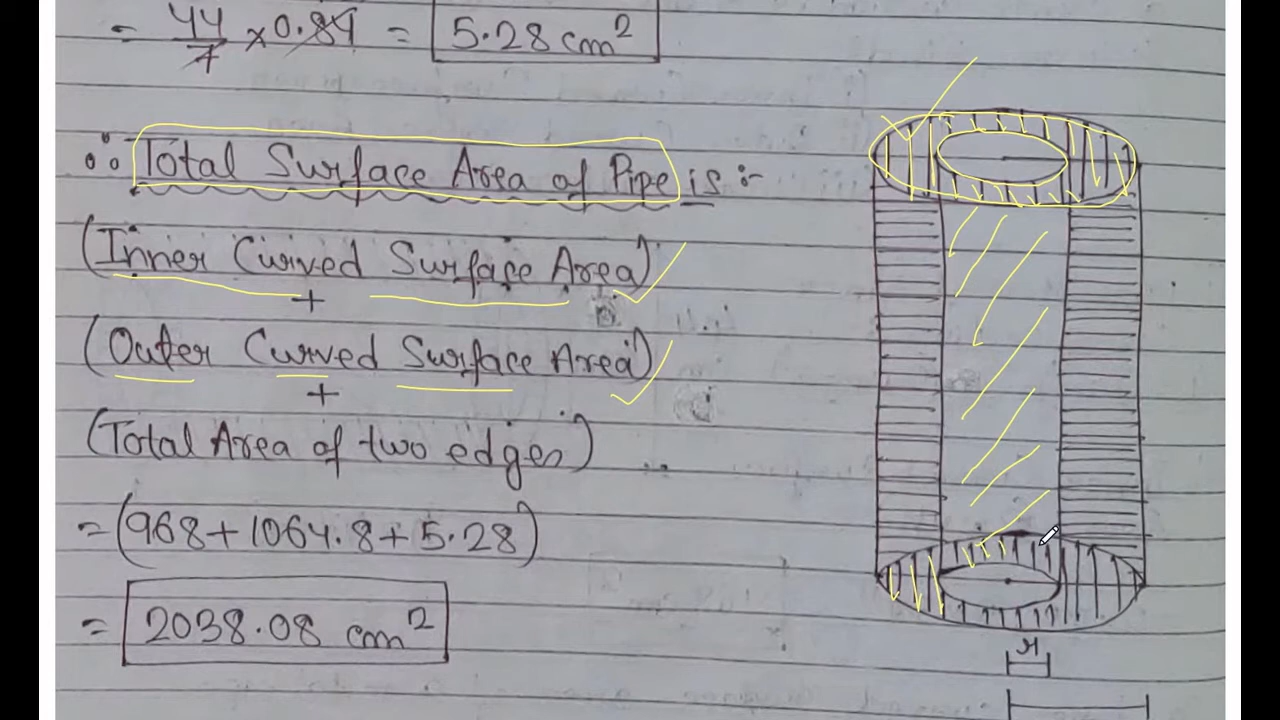 = 44/7 × 0.84 = 5.28 cm²
∴ Total Surface Area of Pipe is :-
(Inner Curved Surface Area)
+
(Outer Curved Surface Area)
+
(Total Area of two edges)
= (968 + 1064.8 + 5.28)
= 2038.08 cm²
r